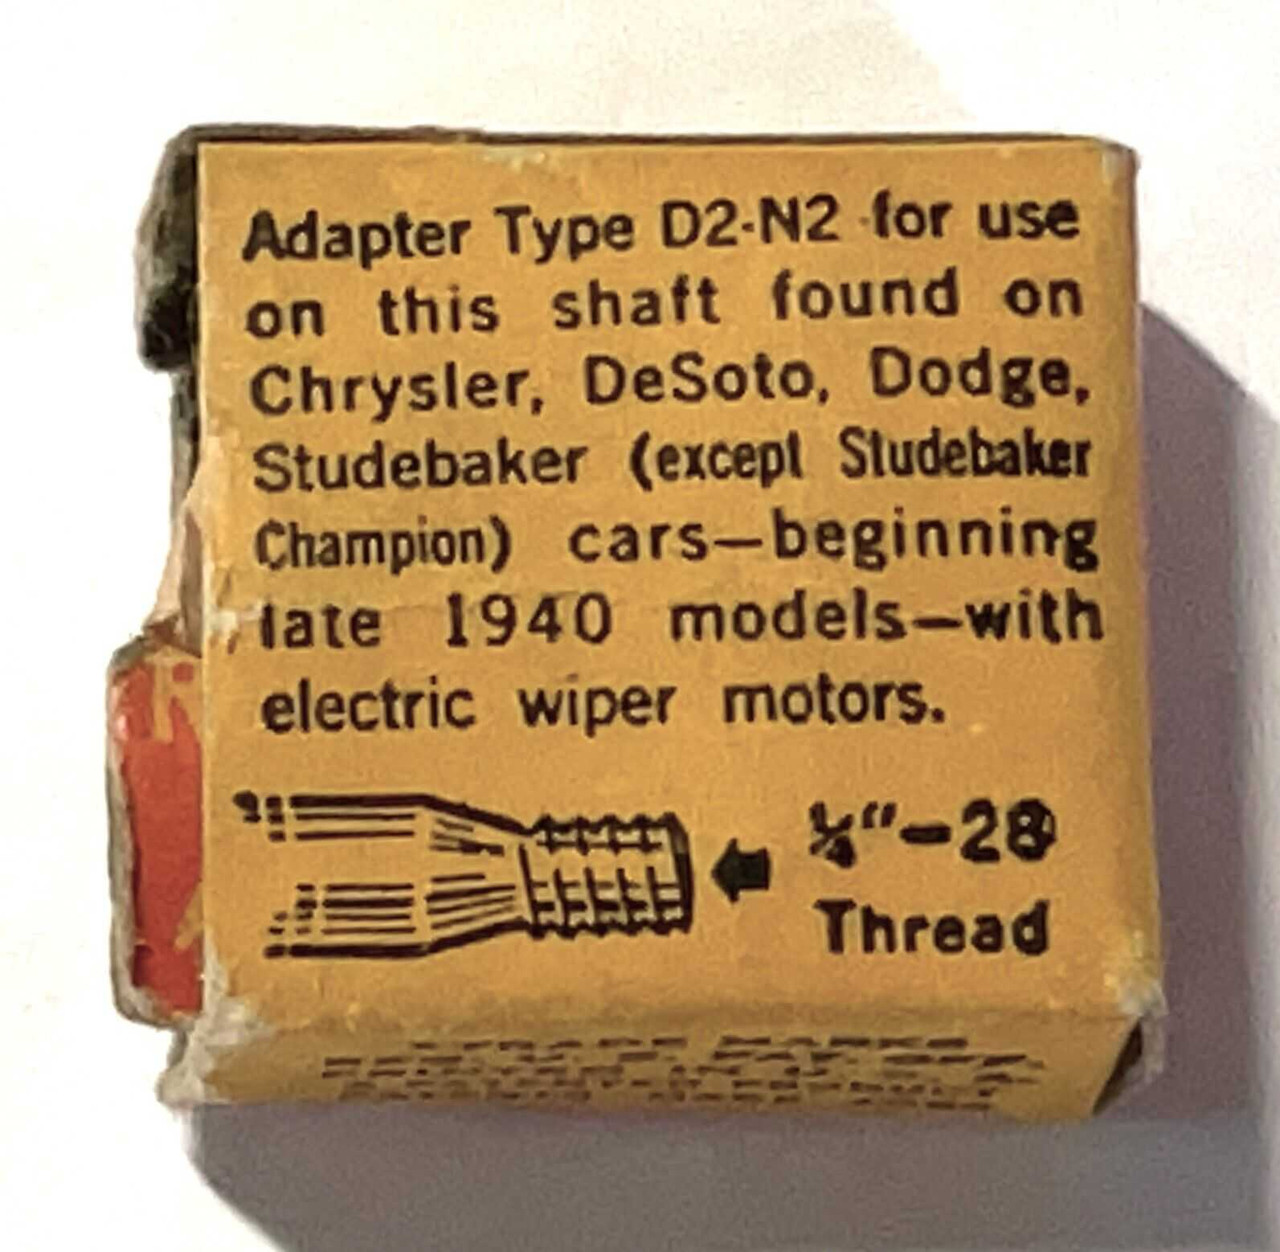 Adapter Type D2-N2 for use
on this shaft found on
Chrysler, DeSoto, Dodge,
Studebaker (except Studebaker
Champion) cars—beginning
late 1940 models—with
electric wiper motors.
¼"-28
Thread